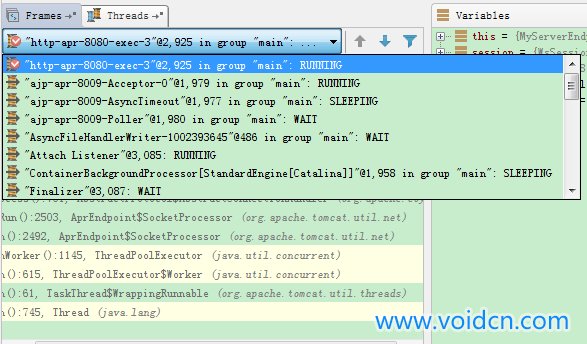 Frames Threads
Variables
"http-apr-8080-exec-3"@2,925 in group "main": ...
this = {MyServerEndp
session = {WsSession
"http-apr-8080-exec-3"@2,925 in group "main": RUNNING
"ajp-apr-8009-Acceptor-0"@1,979 in group "main": RUNNING
"ajp-apr-8009-AsyncTimeout"@1,977 in group "main": SLEEPING
"ajp-apr-8009-Poller"@1,980 in group "main": WAIT
"AsyncFileHandlerWriter-1002393645"@486 in group "main": WAIT
"Attach Listener"@3,085: RUNNING
"ContainerBackgroundProcessor[StandardEngine[Catalina]]"@1,958 in group "main": SLEEPING
"Finalizer"@3,087: WAIT
Run():2503, AprEndpoint$SocketProcessor (org.apache.tomcat.util.net)
n():2492, AprEndpoint$SocketProcessor (org.apache.tomcat.util.net)
nWorker():1145, ThreadPoolExecutor (java.util.concurrent)
n():615, ThreadPoolExecutor$Worker (java.util.concurrent)
n():61, TaskThread$WrappingRunnable (org.apache.tomcat.util.threads)
n():745, Thread (java.lang)
www.voidcn.com